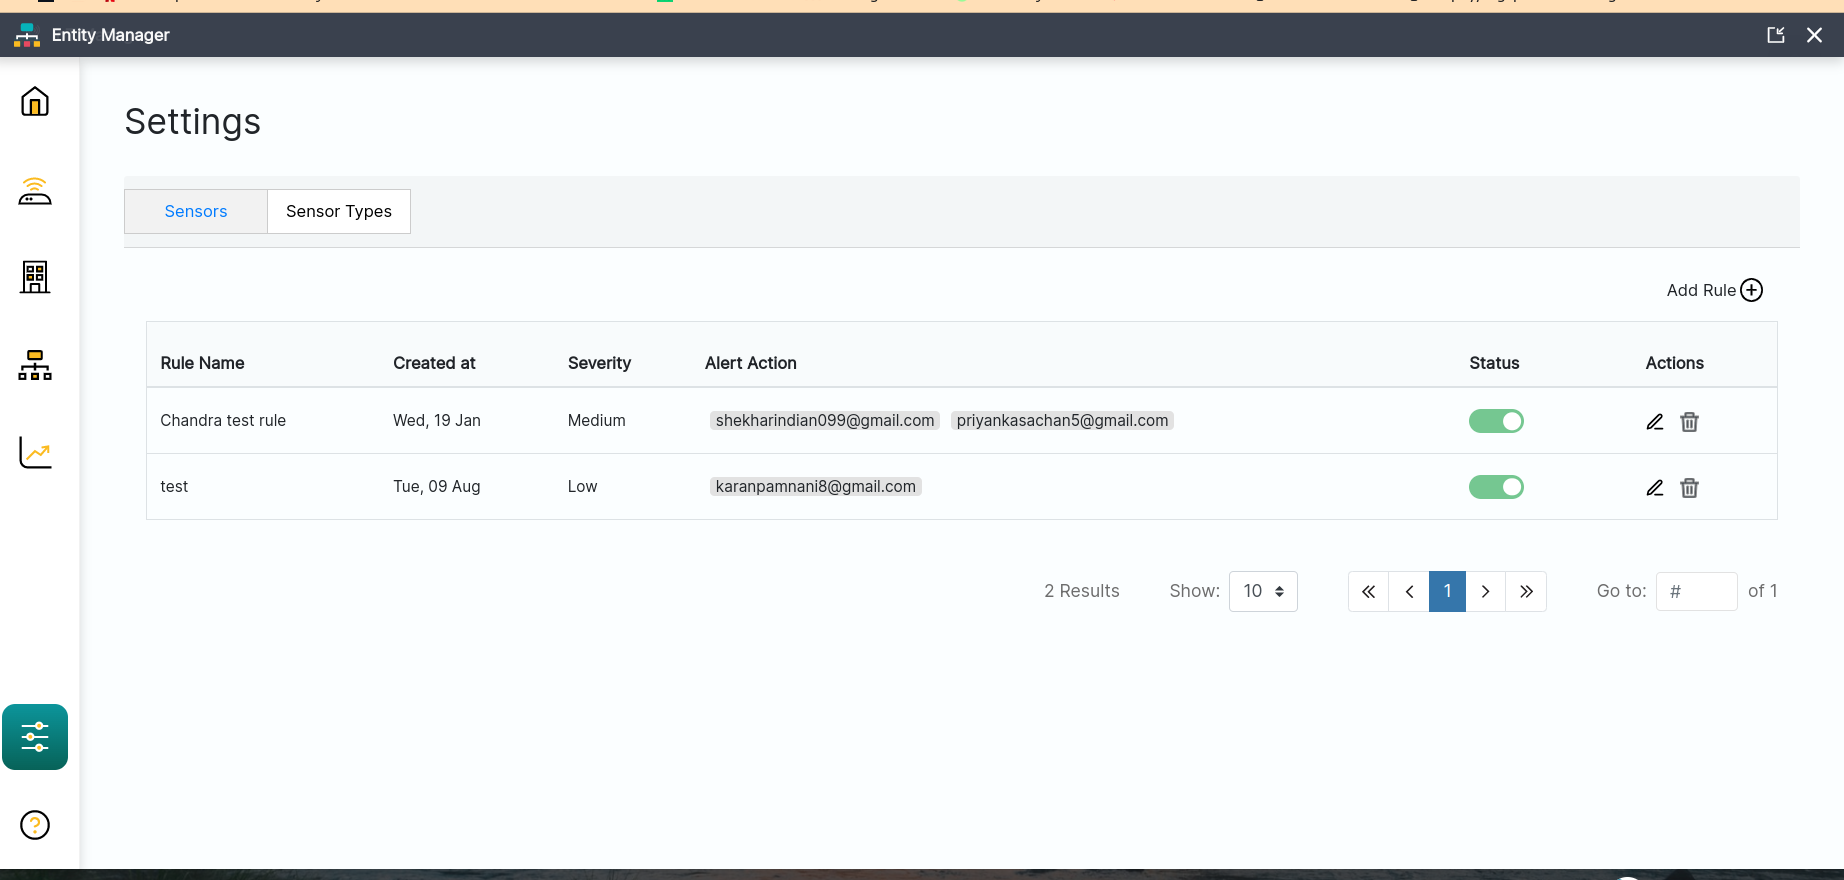 Entity Manager
Settings
Sensors Sensor Types
Add Rule
Rule Name Created at Severity Alert Action Status Actions
Chandra test rule Wed, 19 Jan Medium shekharindian099@gmail.com priyankasachan5@gmail.com
test Tue, 09 Aug Low karanpamnani8@gmail.com
2 Results Show: 10 1 Go to: # of 1